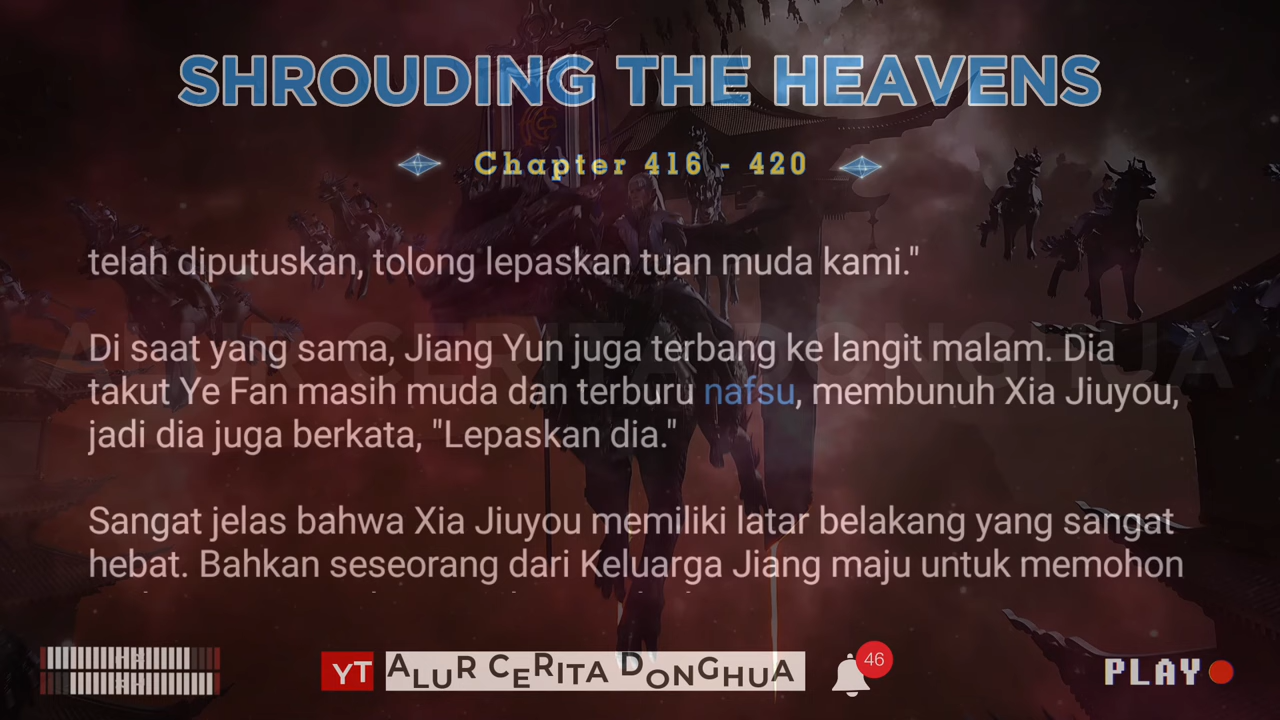 SHROUDING THE HEAVENS
Chapter 416 - 420
telah diputuskan, tolong lepaskan tuan muda kami."
Di saat yang sama, Jiang Yun juga terbang ke langit malam. Dia
takut Ye Fan masih muda dan terburu nafsu, membunuh Xia Jiuyou,
jadi dia juga berkata, "Lepaskan dia."
Sangat jelas bahwa Xia Jiuyou memiliki latar belakang yang sangat
hebat. Bahkan seseorang dari Keluarga Jiang maju untuk memohon
ALUR CERITA DONGHUA
YT ALUR CERITA DONGHUA
46
PLAY